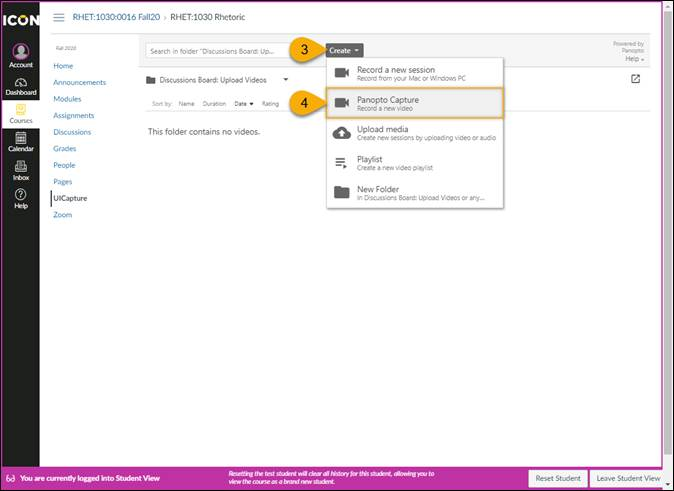 ICON
RHET:1030:0016 Fall20 › RHET:1030 Rhetoric
Account
Dashboard
Courses
Calendar
Inbox
Help
Fall 2020
Home
Announcements
Modules
Assignments
Discussions
Grades
People
Pages
UICapture
Zoom
Search in folder "Discussions Board: Up...
3
Create
Powered by
Panopto
Help
Discussions Board: Upload Videos
Sort by: Name Duration Date Rating
This folder contains no videos.
Record a new session
Record from your Mac or Windows PC
4
Panopto Capture
Record a new video
Upload media
Create new sessions by uploading video or audio
Playlist
Create a new video playlist
New Folder
In Discussions Board: Upload Videos or any...
You are currently logged into Student View
Resetting the test student will clear all history for this student, allowing you to
view the course as a brand new student.
Reset Student
Leave Student View